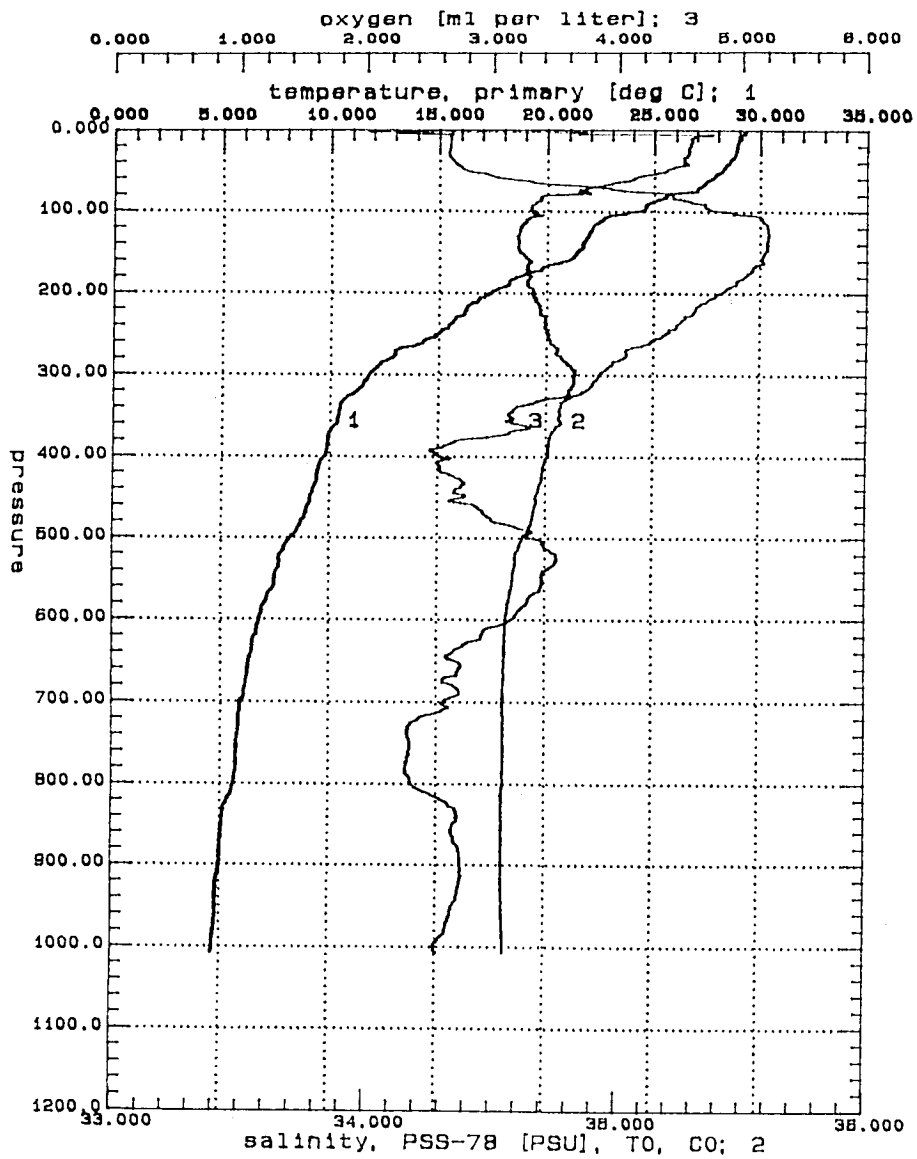 oxygen [ml per liter]; 3
0.000 1.000 2.000 3.000 4.000 5.000 6.000
temperature, primary [deg C]; 1
0.000 5.000 10.000 15.000 20.000 25.000 30.000 35.000
0.000
100.00
200.00
300.00
1 3 2
400.00
pressure
500.00
600.00
700.00
800.00
900.00
1000.0
1100.0
1200.0
33.000 34.000 35.000 36.000
salinity, PSS-78 [PSU], T0, C0; 2